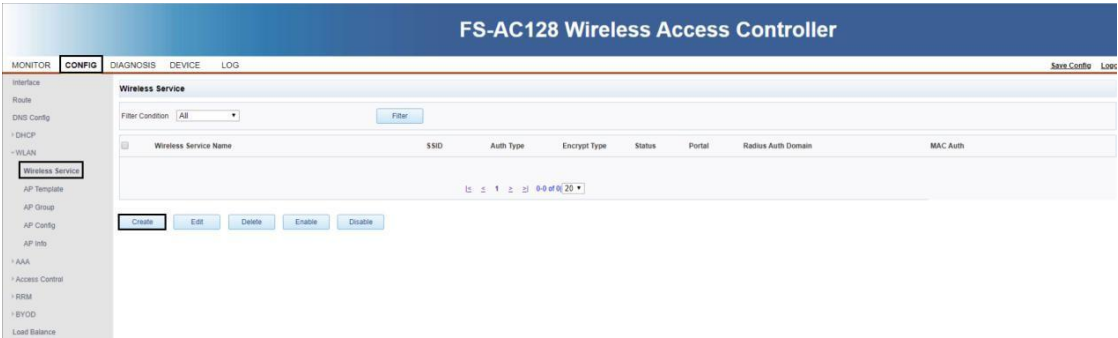 FS-AC128 Wireless Access Controller
MONITOR CONFIG DIAGNOSIS DEVICE LOG Save Config
Interface
Route
DNS Config
DHCP
WLAN
Wireless Service
AP Template
AP Group
AP Config
AP Info
AAA
Access Control
RRM
BYOD
Load Balance
Wireless Service
Filter Condition All Filter
Wireless Service Name SSID Auth Type Encrypt Type Status Portal Radius Auth Domain MAC Auth
|< < 1 > >| 0-0 of 0 20
Create Edit Delete Enable Disable